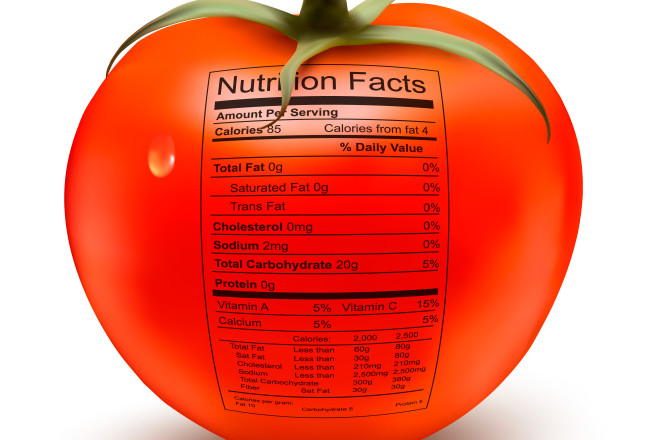 Nutrition Facts
Amount Per Serving
Calories 85 Calories from fat 4
% Daily Value
Total Fat 0g 0%
Saturated Fat 0g 0%
Trans Fat 0%
Cholesterol 0mg 0%
Sodium 2mg 0%
Total Carbohydrate 20g 5%
Protein 0g
Vitamin A 5% Vitamin C 15%
Calcium 5% 5%
Calories: 2,000 2,500
Total Fat Less than 60g 80g
Sat Fat Less than 30g 80g
Cholesterol Less than 210mg 210mg
Sodium Less than 2,500mg 2,500mg
Total Carbohydrate 300g 380g
Fiber Sat Fat 30g 30g
Calories per gram:
Fat 10 Carbohydrate 5 Protein 5